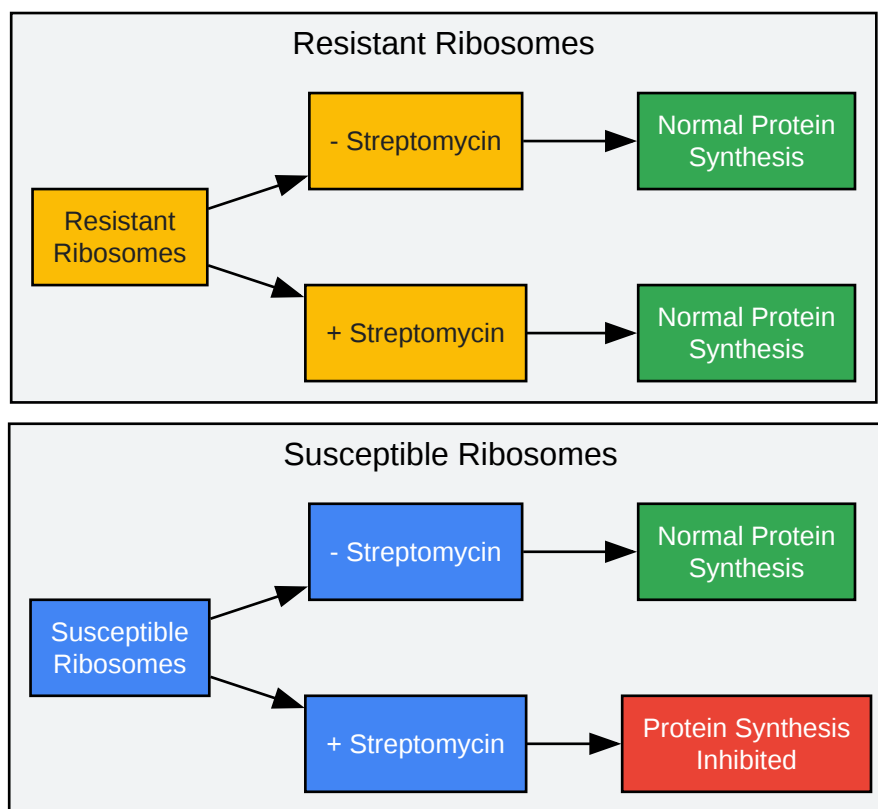 Resistant Ribosomes
- Streptomycin
Normal Protein
Synthesis
Resistant
Ribosomes
+ Streptomycin
Normal Protein
Synthesis
Susceptible Ribosomes
- Streptomycin
Normal Protein
Synthesis
Susceptible
Ribosomes
+ Streptomycin
Protein Synthesis
Inhibited